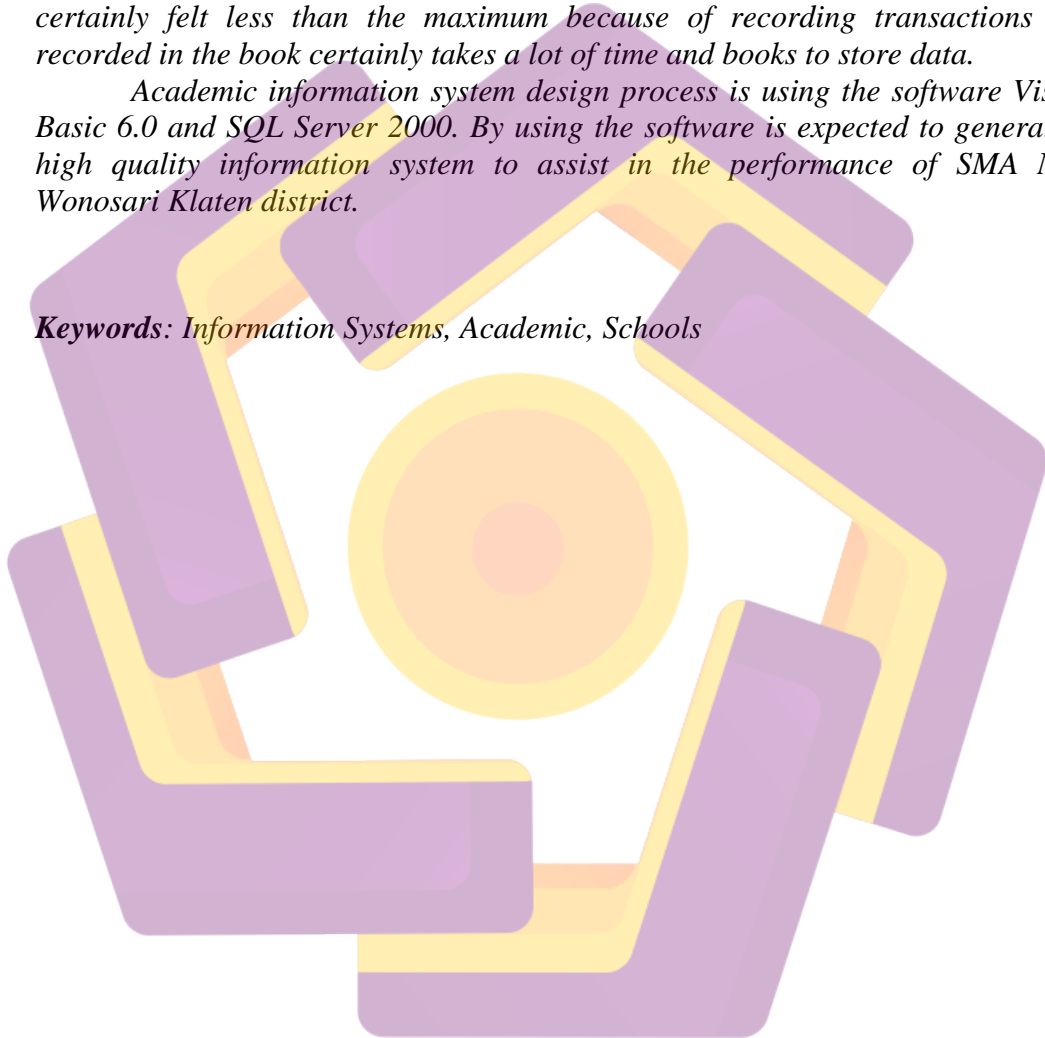 certainly felt less than the maximum because of recording transactions
recorded in the book certainly takes a lot of time and books to store data.
Academic information system design process is using the software
Basic 6.0 and SQL Server 2000. By using the software is expected to
high quality information system to assist in the performance of SMA
Wonosari Klaten district.
Keywords: Information Systems, Academic, Schools